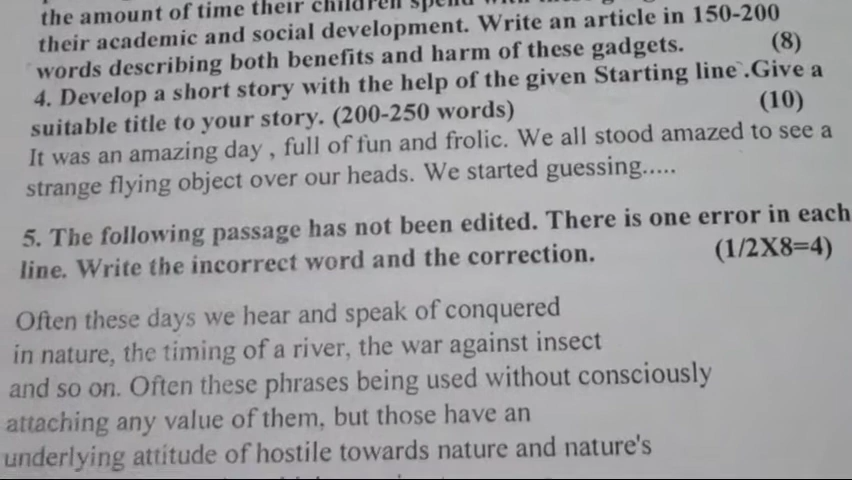 the amount of time their children
their academic and social development. Write an article in 150-200
words describing both benefits and harm of these gadgets. (8)
4. Develop a short story with the help of the given Starting line`.Give a
suitable title to your story. (200-250 words) (10)
It was an amazing day , full of fun and frolic. We all stood amazed to see a
strange flying object over our heads. We started guessing.....
5. The following passage has not been edited. There is one error in each
line. Write the incorrect word and the correction. (1/2X8=4)
Often these days we hear and speak of conquered
in nature, the timing of a river, the war against insect
and so on. Often these phrases being used without consciously
attaching any value of them, but those have an
underlying attitude of hostile towards nature and nature's